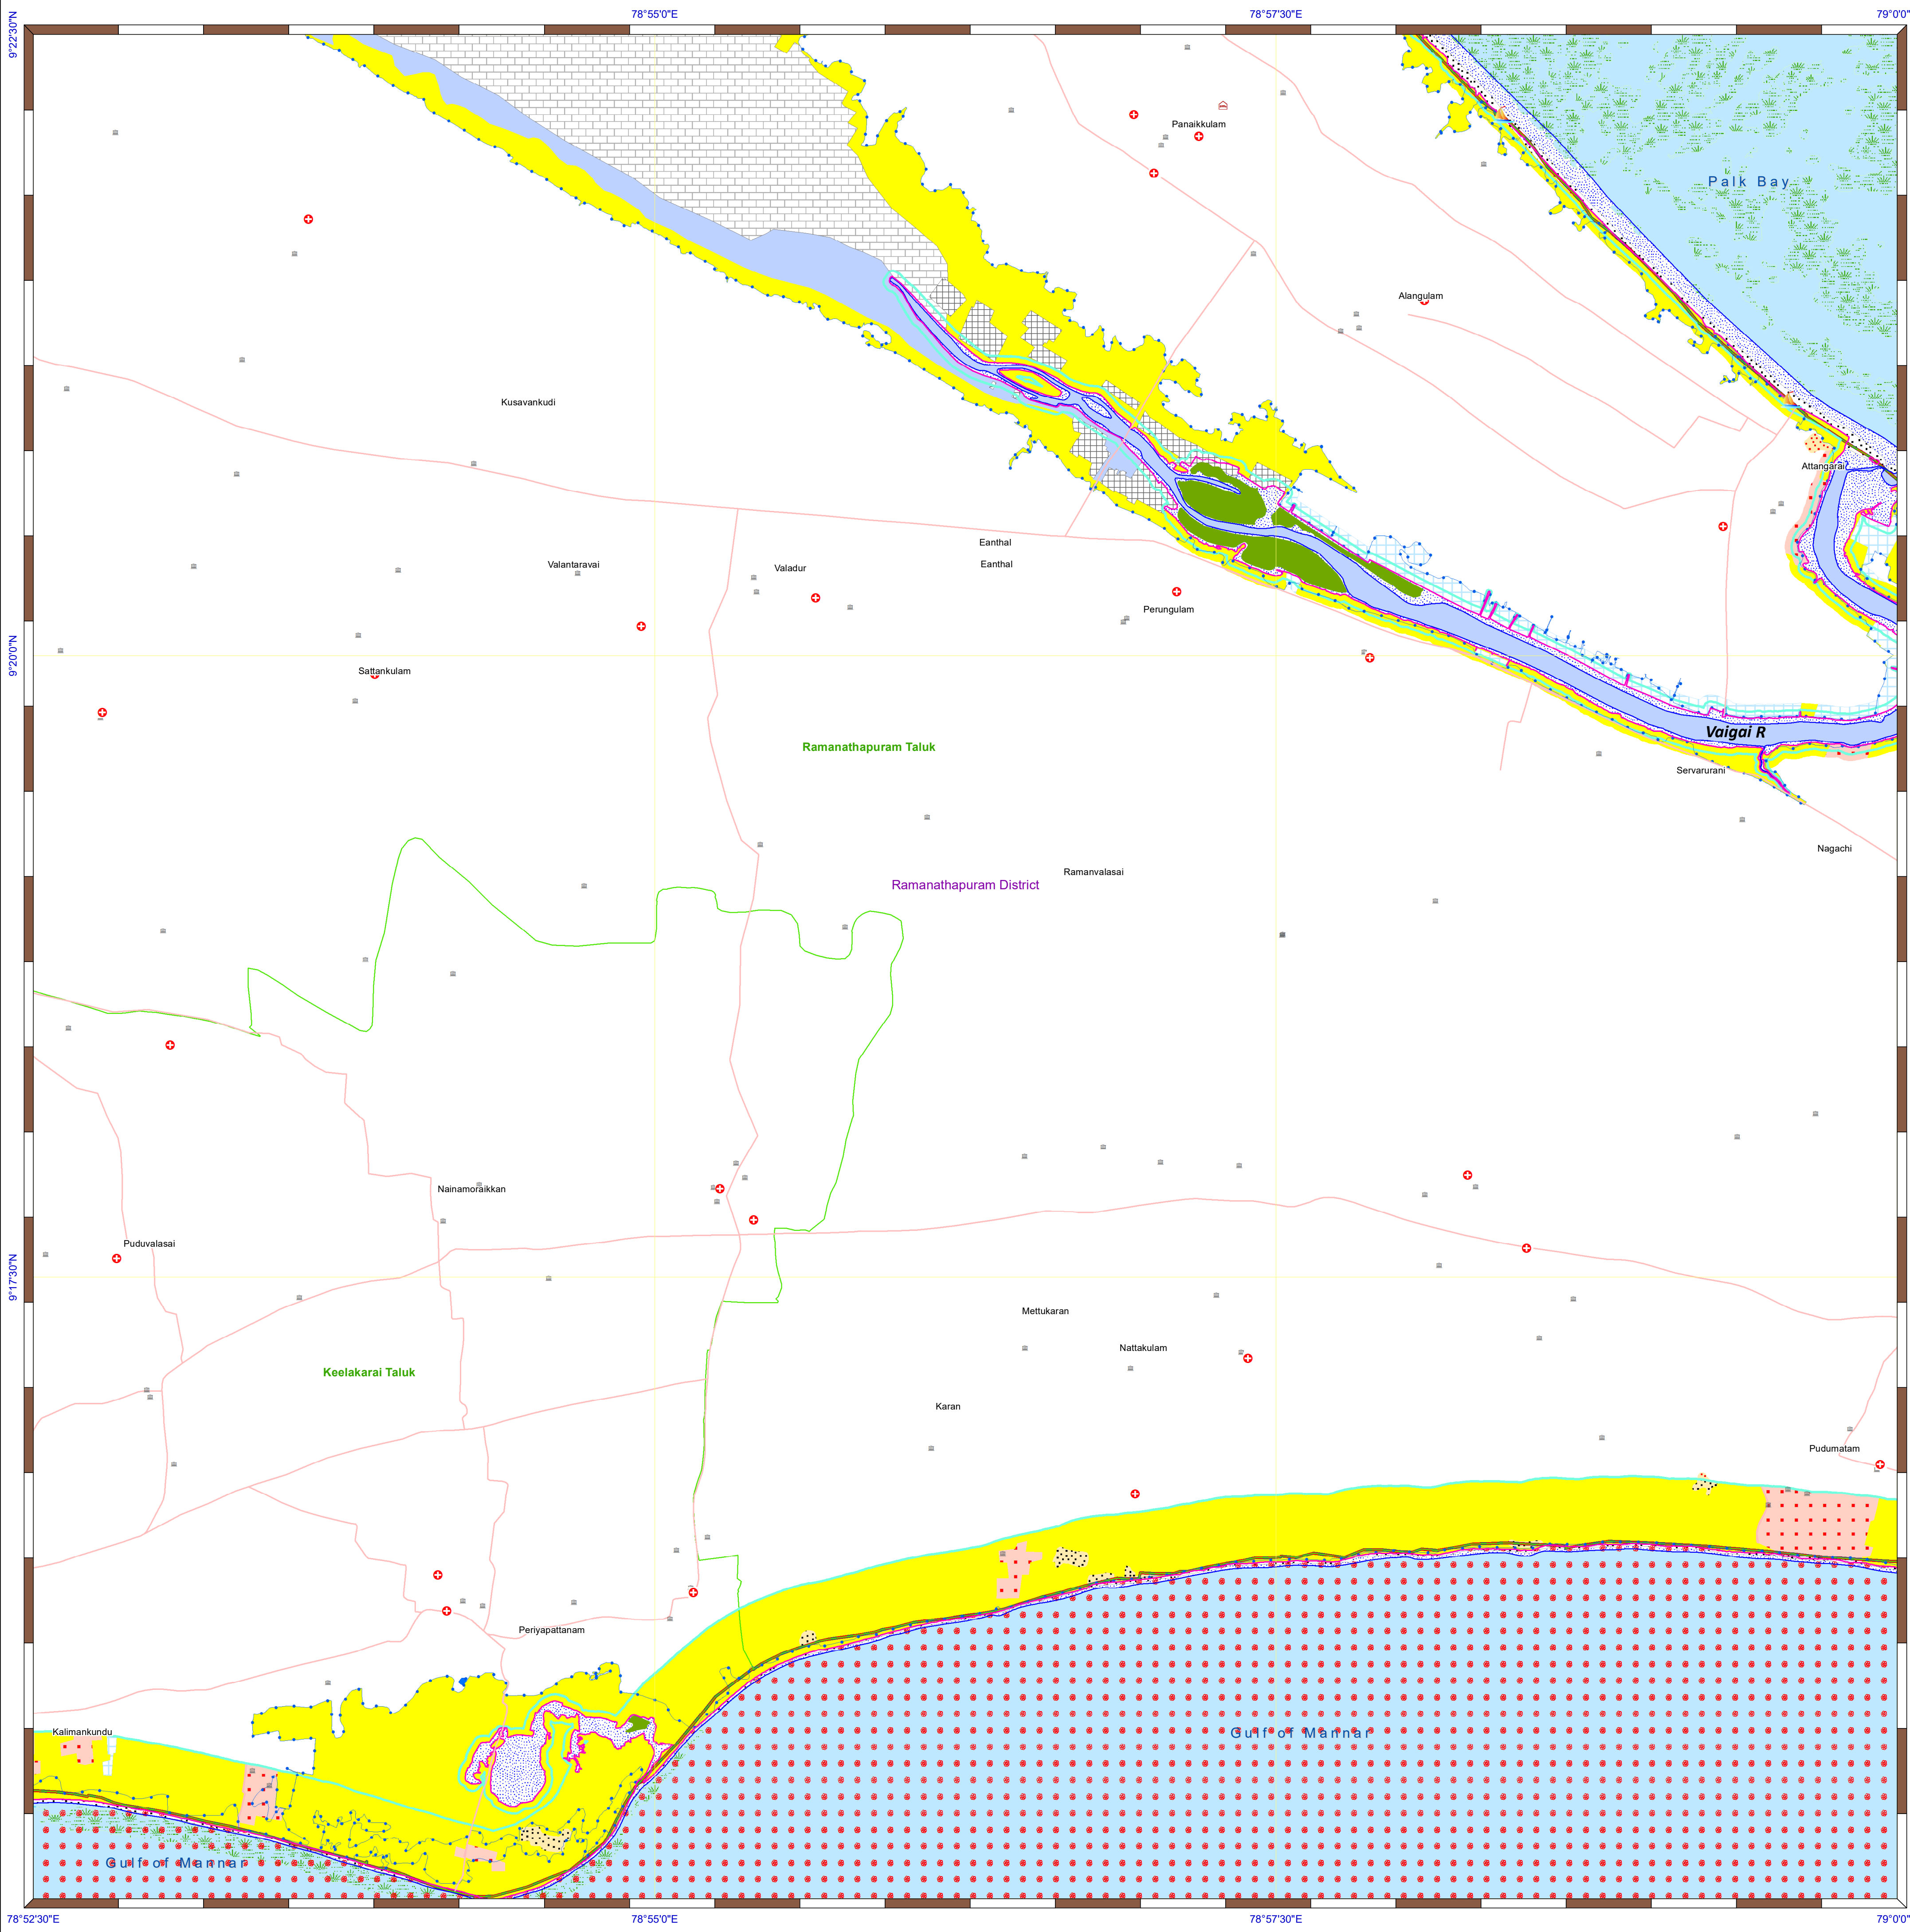 78°55'0"E
78°57'30"E
79°0'0"
9°22'30"N
Panaikkulam
Palk Bay
Alangulam
Kusavankudi
Attangarai
Eanthal
Valantaravai
Valadur
Eanthal
Perungulam
9°20'0"N
Sattankulam
Vaigai R
Ramanathapuram Taluk
Servarurani
Nagachi
Ramanvalasai
Ramanathapuram District
Nainamoraikkan
Puduvalasai
9°17'30"N
Mettukaran
Nattakulam
Keelakarai Taluk
Karan
Pudumatam
Periyapattanam
Kalimankundu
Gulf of Mannar
Gulf of Mannar
78°52'30"E
78°55'0"E
78°57'30"E
79°0'0"